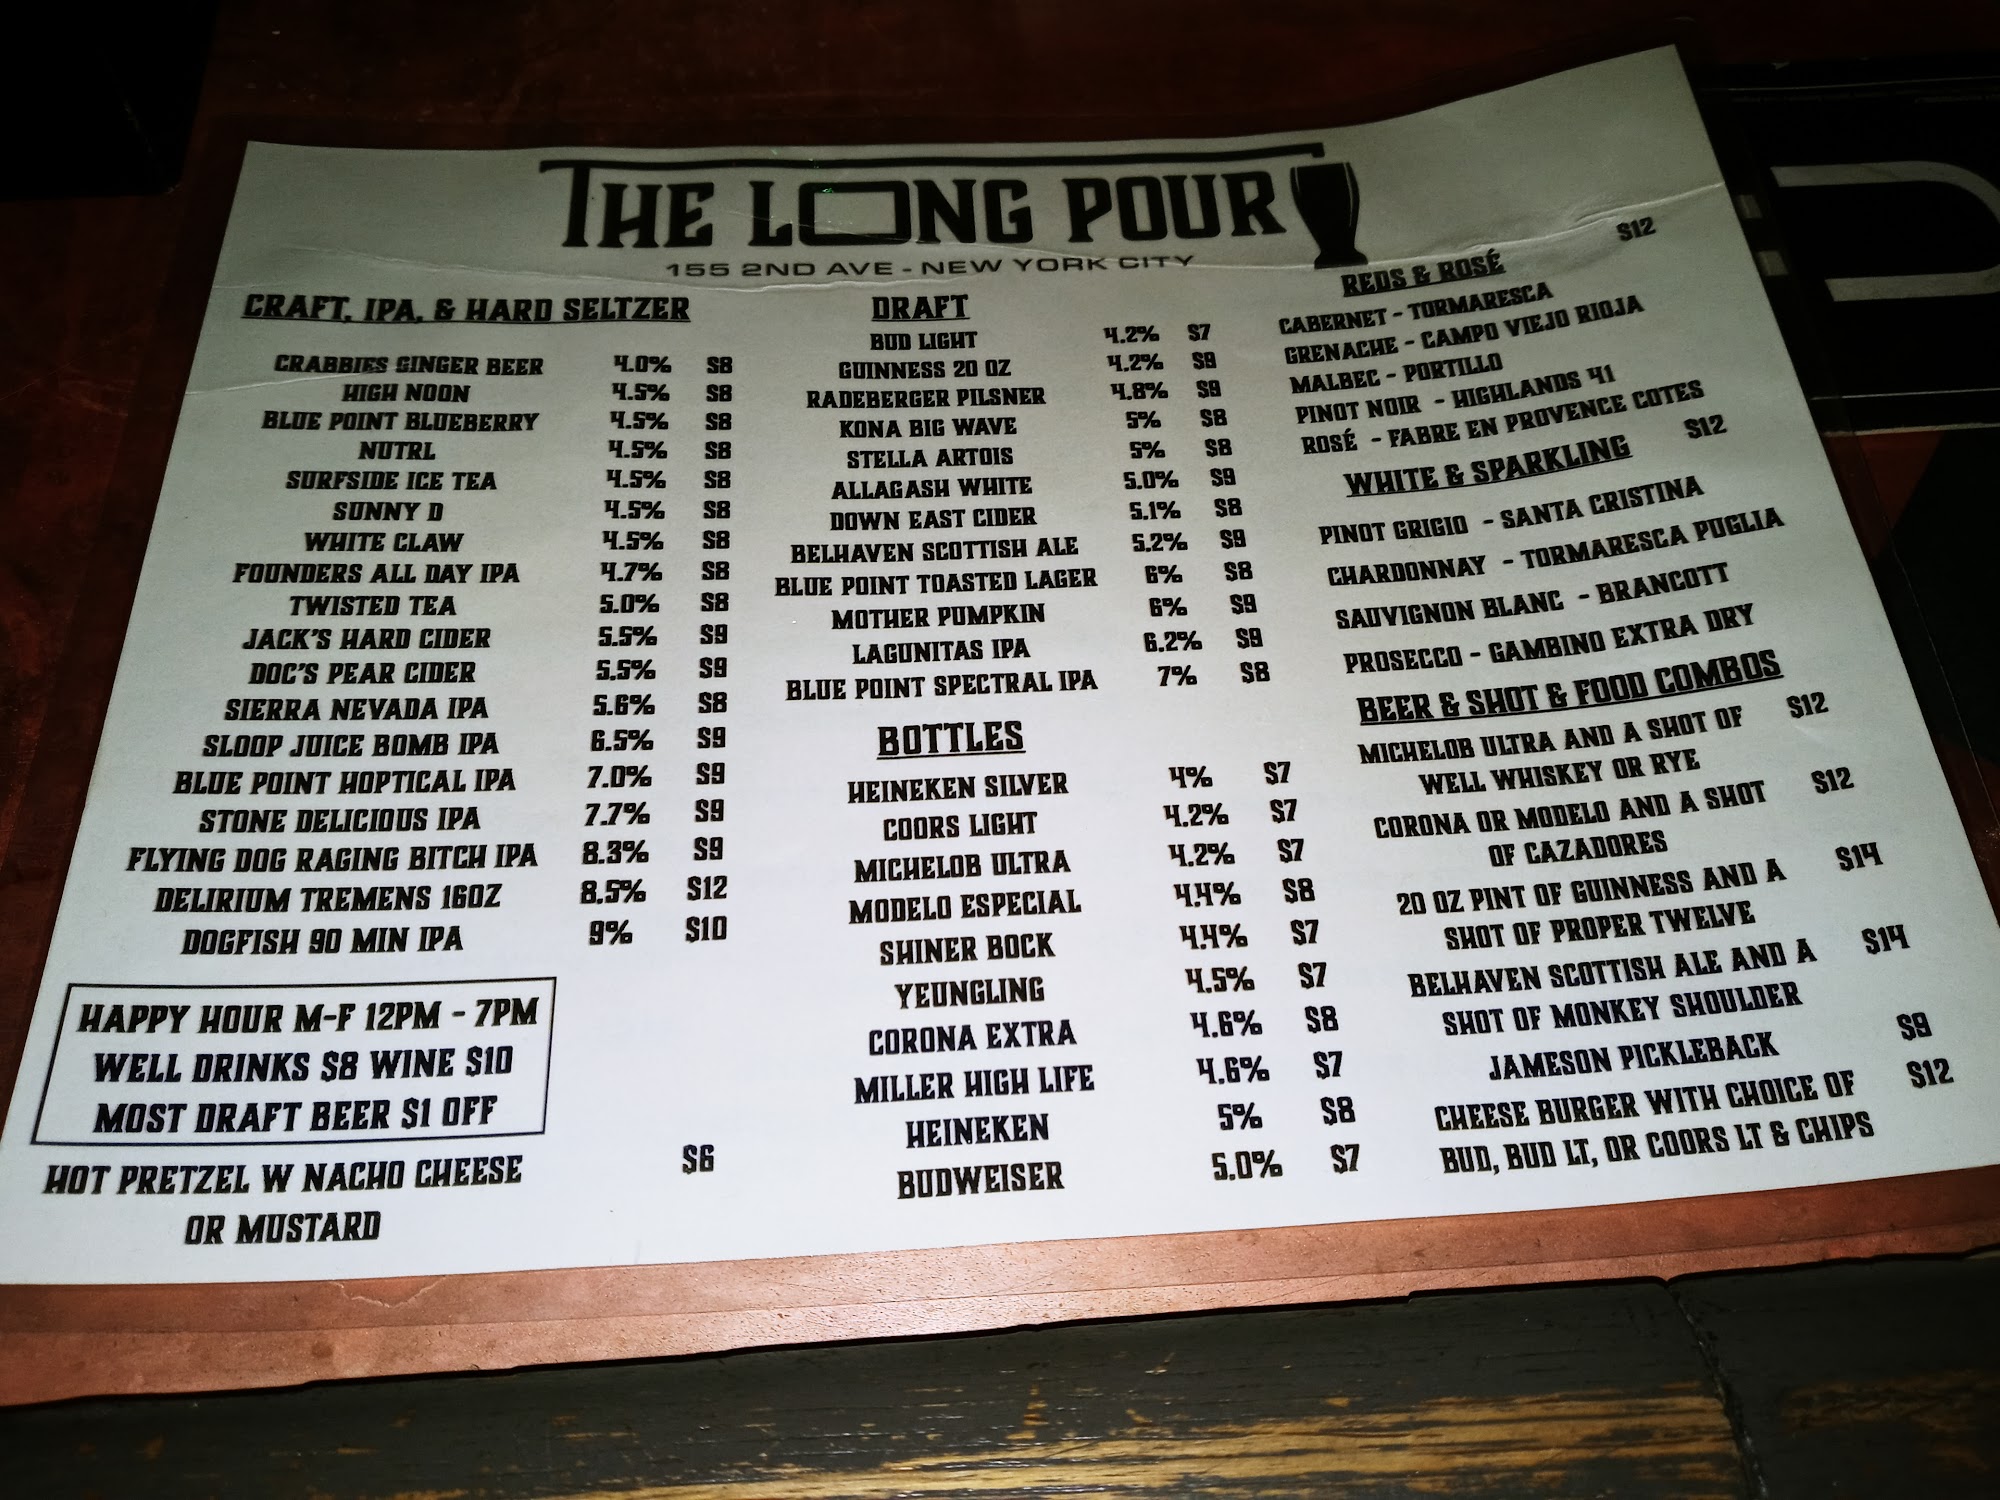 THE LONG POUR
155 2ND AVE - NEW YORK CITY
CRAFT, IPA, & HARD SELTZER
CRABBIES GINGER BEER 4.0% $8
HIGH NOON 4.5% $8
BLUE POINT BLUEBERRY 4.5% $8
NUTRL 4.5% $8
SURFSIDE ICE TEA 4.5% $8
SUNNY D 4.5% $8
WHITE CLAW 4.5% $8
FOUNDERS ALL DAY IPA 4.7% $8
TWISTED TEA 5.0% $8
JACK'S HARD CIDER 5.5% $9
DOC'S PEAR CIDER 5.5% $9
SIERRA NEVADA IPA 5.6% $8
SLOOP JUICE BOMB IPA 6.5% $9
BLUE POINT HOPTICAL IPA 7.0% $9
STONE DELICIOUS IPA 7.7% $9
FLYING DOG RAGING BITCH IPA 8.3% $9
DELIRIUM TREMENS 16OZ 8.5% $12
DOGFISH 90 MIN IPA 9% $10
HAPPY HOUR M-F 12PM - 7PM
WELL DRINKS $8 WINE $10
MOST DRAFT BEER $1 OFF
HOT PRETZEL W NACHO CHEESE $6
OR MUSTARD
DRAFT
BUD LIGHT 4.2% $7
GUINNESS 20 OZ 4.2% $9
RADEBERGER PILSNER 4.8% $9
KONA BIG WAVE 5% $8
STELLA ARTOIS 5% $8
ALLAGASH WHITE 5.0% $9
DOWN EAST CIDER 5.1% $8
BELHAVEN SCOTTISH ALE 5.2% $9
BLUE POINT TOASTED LAGER 6% $8
MOTHER PUMPKIN 6% $9
LAGUNITAS IPA 6.2% $9
BLUE POINT SPECTRAL IPA 7% $8
BOTTLES
HEINEKEN SILVER 4% $7
COORS LIGHT 4.2% $7
MICHELOB ULTRA 4.2% $7
MODELO ESPECIAL 4.4% $8
SHINER BOCK 4.4% $7
YEUNGLING 4.5% $7
CORONA EXTRA 4.6% $8
MILLER HIGH LIFE 4.6% $7
HEINEKEN 5% $8
BUDWEISER 5.0% $7
REDS & ROSÉ $12
CABERNET - TORMARESCA
GRENACHE - CAMPO VIEJO RIOJA
MALBEC - PORTILLO
PINOT NOIR - HIGHLANDS 41
ROSÉ - FABRE EN PROVENCE COTES
WHITE & SPARKLING $12
PINOT GRIGIO - SANTA CRISTINA
CHARDONNAY - TORMARESCA PUGLIA
SAUVIGNON BLANC - BRANCOTT
PROSECCO - GAMBINO EXTRA DRY
BEER & SHOT & FOOD COMBOS
MICHELOB ULTRA AND A SHOT OF $12
WELL WHISKEY OR RYE
CORONA OR MODELO AND A SHOT $12
OF CAZADORES
20 OZ PINT OF GUINNESS AND A $14
SHOT OF PROPER TWELVE
BELHAVEN SCOTTISH ALE AND A $14
SHOT OF MONKEY SHOULDER
JAMESON PICKLEBACK $9
CHEESE BURGER WITH CHOICE OF $12
BUD, BUD LT, OR COORS LT & CHIPS